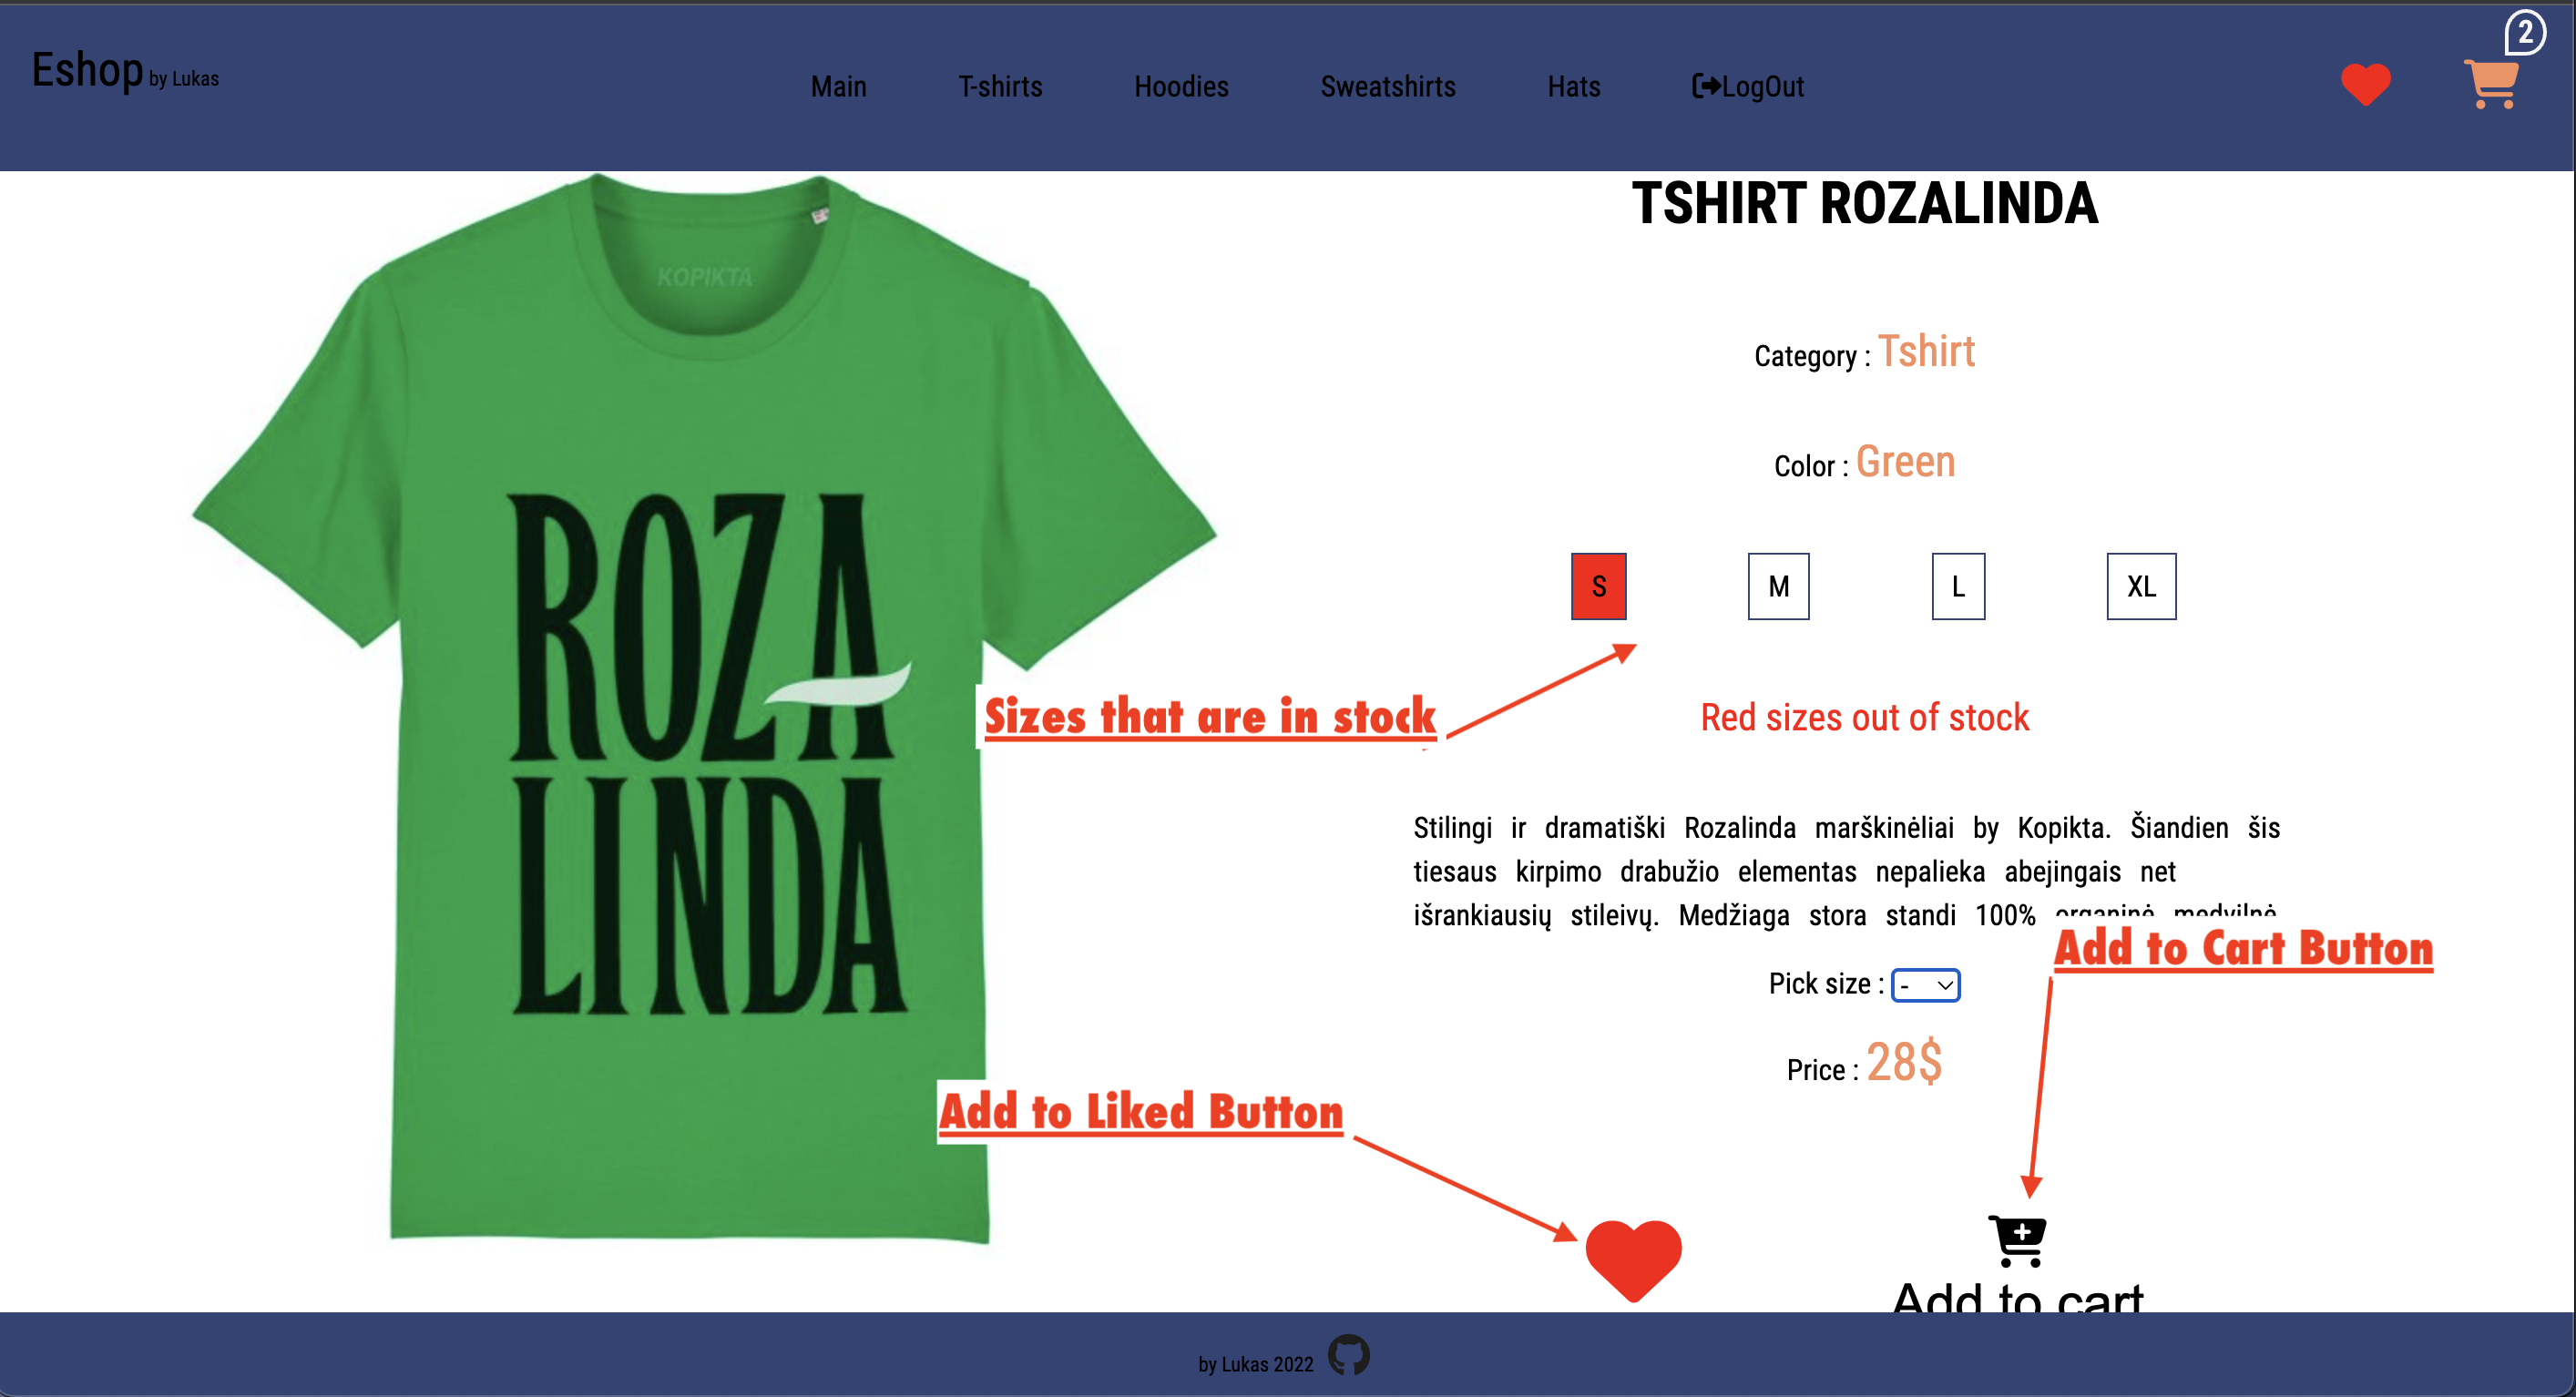 2
Eshop by Lukas
Main T-shirts Hoodies Sweatshirts Hats LogOut
KOPIKTA
ROZA
LINDA
TSHIRT ROZALINDA
Category : Tshirt
Color : Green
S M L XL
Sizes that are in stock
Red sizes out of stock
Stilingi ir dramatiški Rozalinda marškinėliai by Kopikta. Šiandien šis
tiesaus kirpimo drabužio elementas nepalieka abejingais net
išrankiausių stileivų. Medžiaga stora standi 100% organinė medvilnė
Add to Cart Button
Pick size : -
Price : 28$
Add to Liked Button
Add to cart
by Lukas 2022